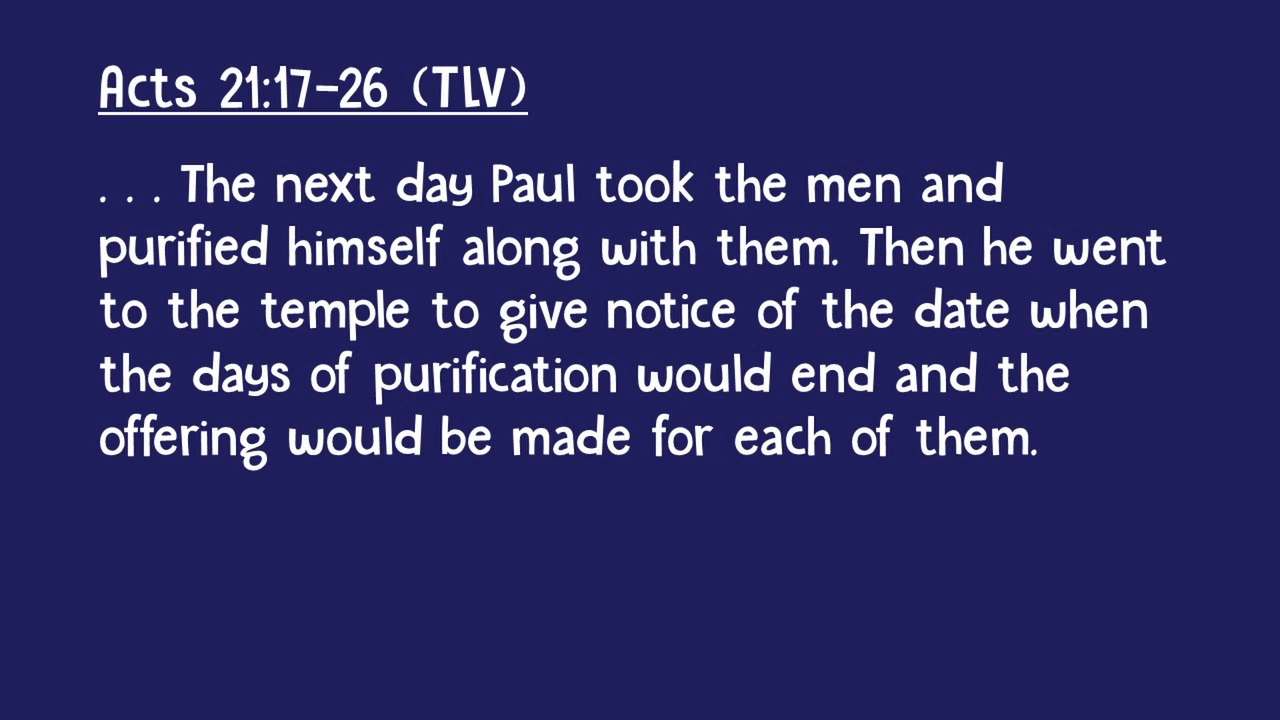 Acts 21:17-26 (TLV)
. . . The next day Paul took the men and
purified himself along with them. Then he went
to the temple to give notice of the date when
the days of purification would end and the
offering would be made for each of them.